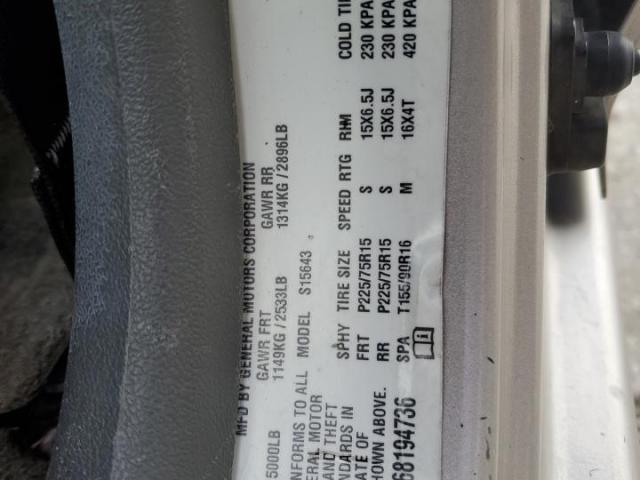 MFD BY GENERAL MOTORS CORPORATION
GAWR FRT GAWR RR
5000LB 1149KG / 2533LB 1314KG / 2896LB
NFORMS TO ALL MODEL S15643
ERAL MOTOR
AND THEFT SPHY TIRE SIZE SPEED RTG RHM COLD TI
NDARDS IN FRT P225/75R15 S 15X6.5J 230 KPA
ATE OF RR P225/75R15 S 15X6.5J 230 KPA
HOWN ABOVE. SPA T155/90R16 M 16X4T 420 KPA
68194736